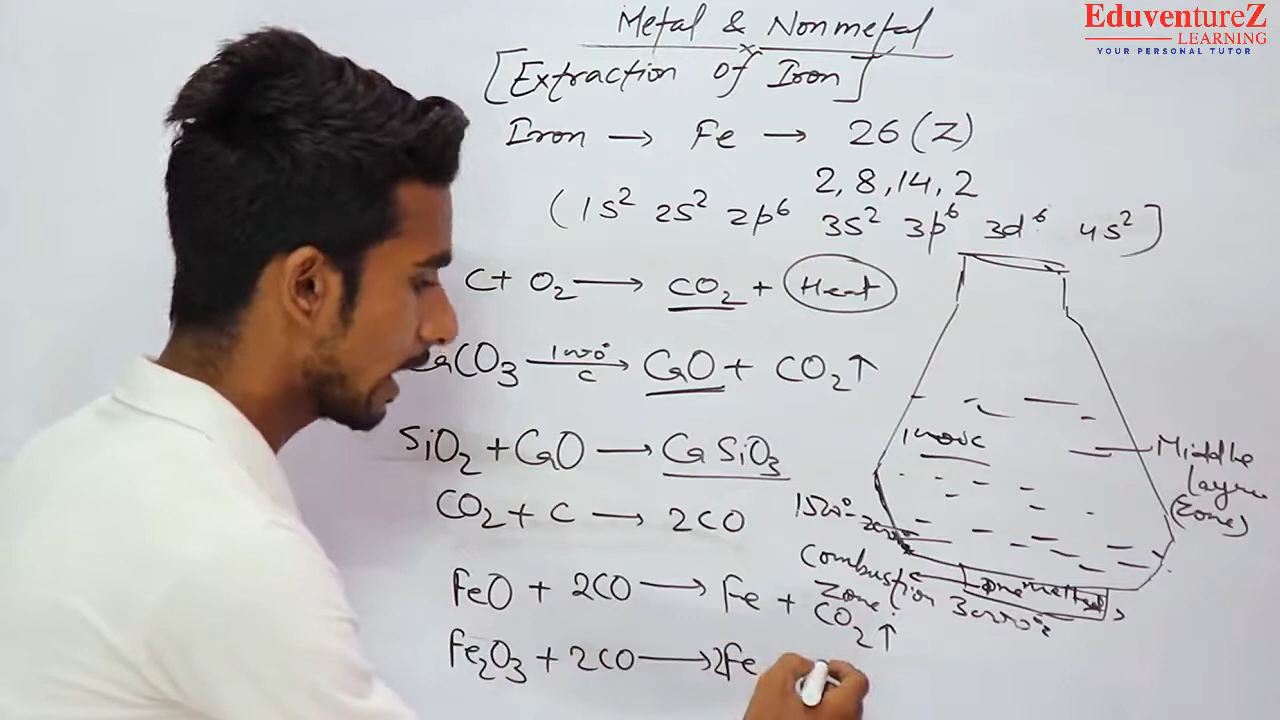 EduventureZ
LEARNING
YOUR PERSONAL TUTOR
Metal & Nonmetal
[Extraction of Iron]
Iron → Fe → 26 (Z)
2, 8, 14, 2
(1s² 2s² 2p⁶ 3s² 3p⁶ 3d⁶ 4s²]
C + O₂ → CO₂ + Heat
CaCO₃ → CaO + CO₂↑
SiO₂ + CaO → CaSiO₃
CO₂ + C → 2CO
FeO + 2CO → Fe + CO₂↑
Fe₂O₃ + 2CO → 2Fe
Middle
layer
(Zone)
Combustion
Zone